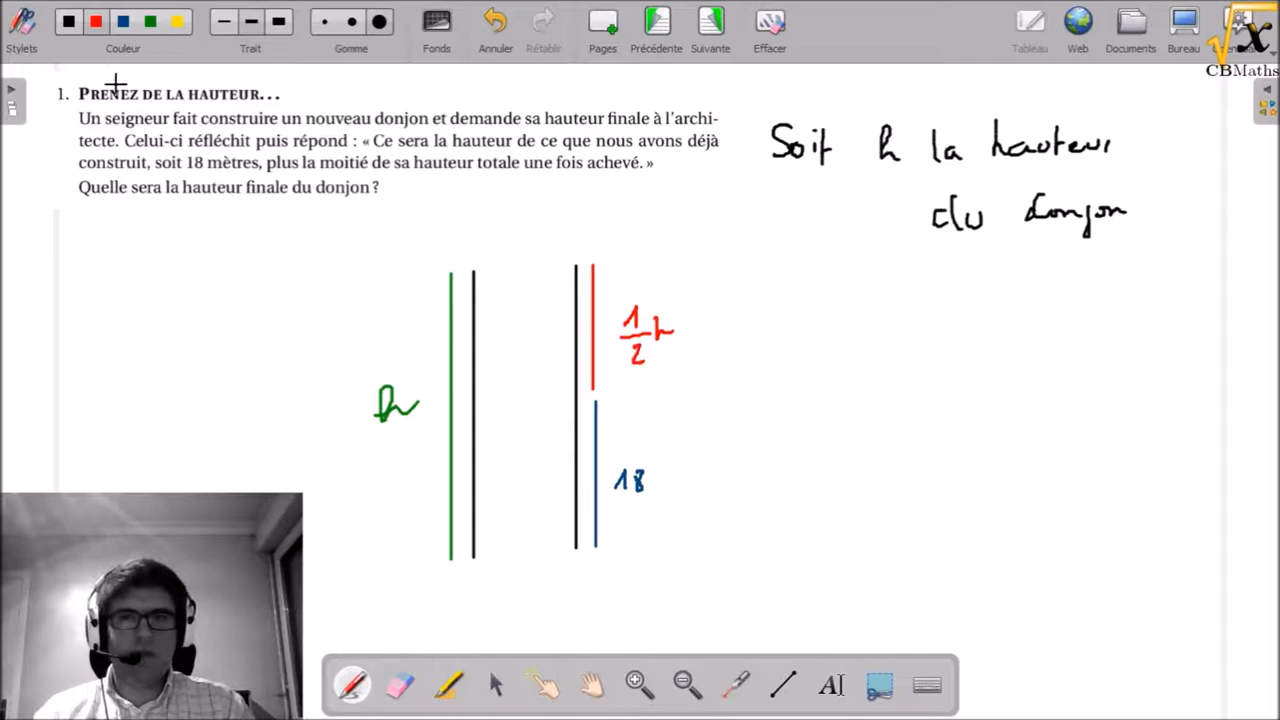 Stylets
Couleur
Trait
Gomme
Fonds
Annuler
Rétablir
Pages
Précédente
Suivante
Effacer
Tableau
Web
Documents
Bureau
√x
CBMaths
1. PRENEZ DE LA HAUTEUR...
Un seigneur fait construire un nouveau donjon et demande sa hauteur finale à l'archi-
tecte. Celui-ci réfléchit puis répond : « Ce sera la hauteur de ce que nous avons déjà
construit, soit 18 mètres, plus la moitié de sa hauteur totale une fois achevé. »
Quelle sera la hauteur finale du donjon ?
Soit h la hauteur
du donjon
1/2 h
h
18
AI